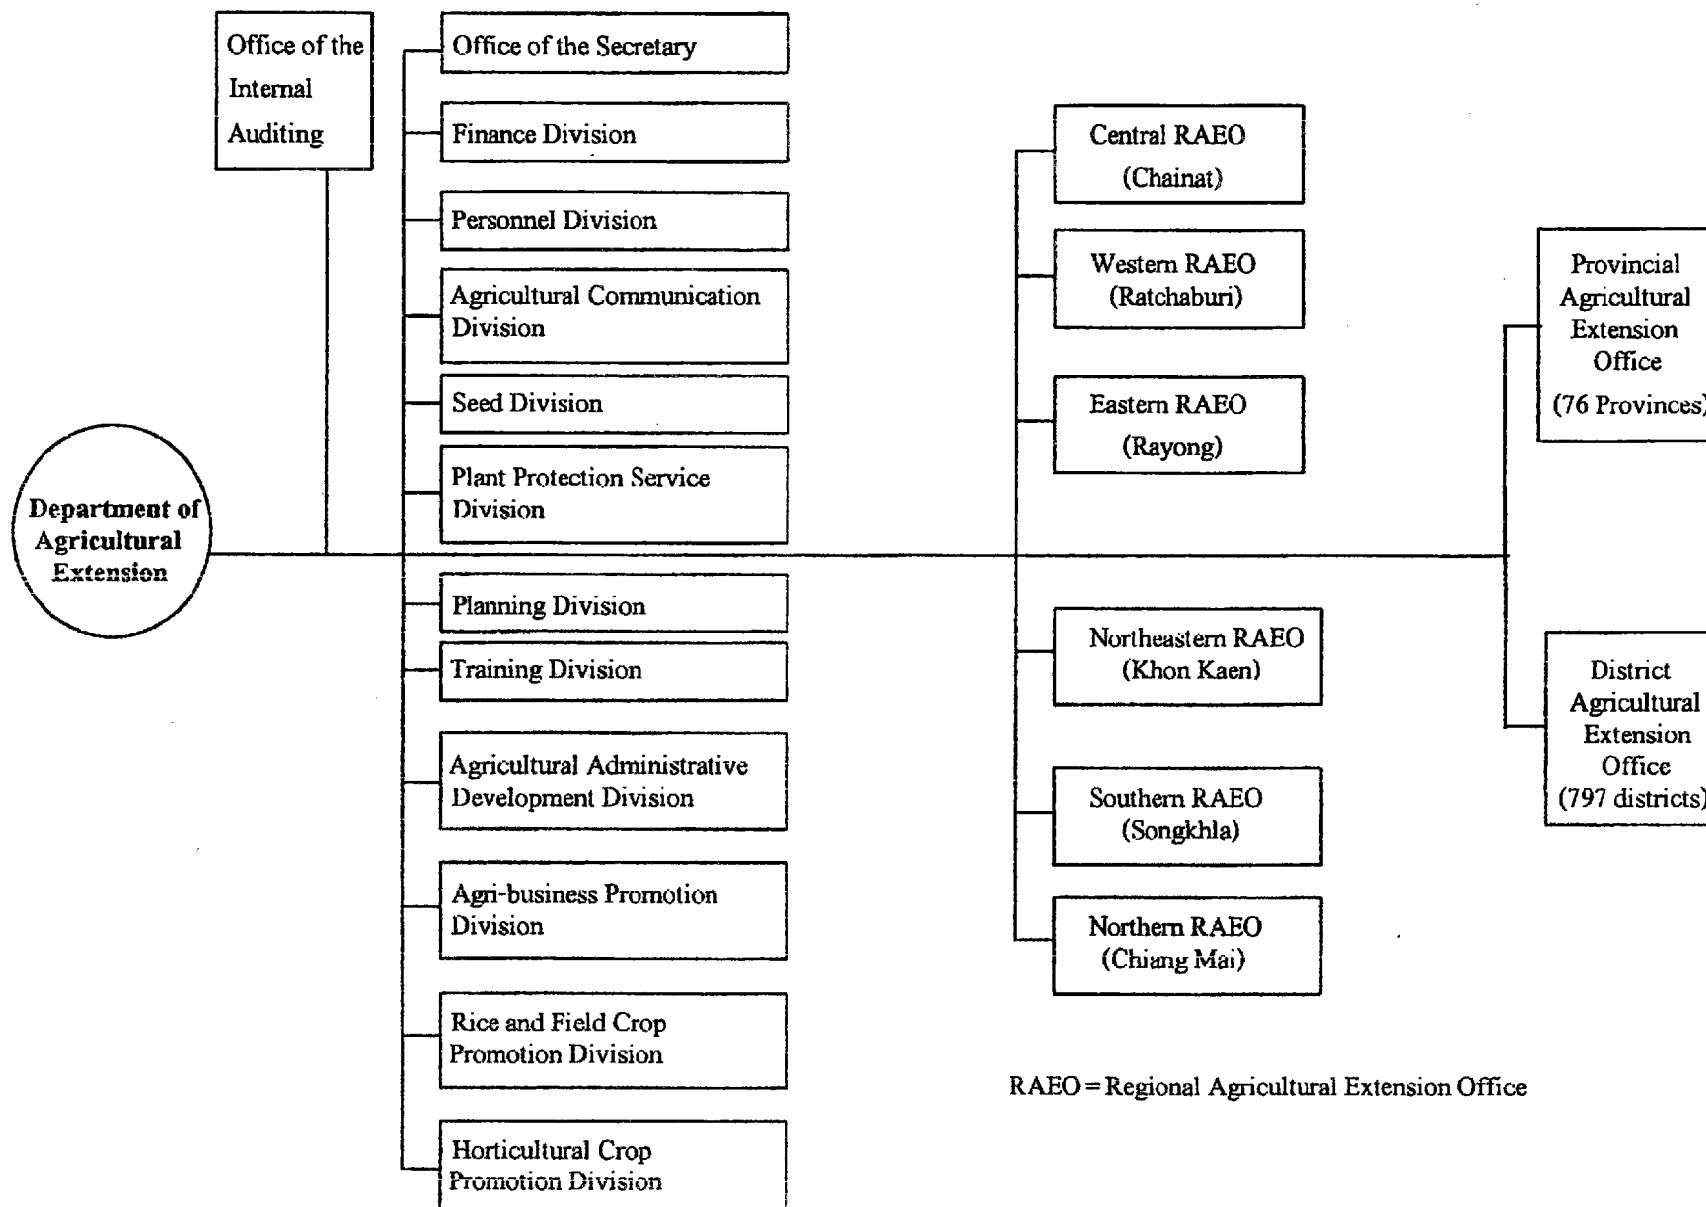 Office of the
Internal
Auditing
Department of
Agricultural
Extension
Office of the Secretary
Finance Division
Personnel Division
Agricultural Communication
Division
Seed Division
Plant Protection Service
Division
Planning Division
Training Division
Agricultural Administrative
Development Division
Agri-business Promotion
Division
Rice and Field Crop
Promotion Division
Horticultural Crop
Promotion Division
Central RAEO
(Chainat)
Western RAEO
(Ratchaburi)
Eastern RAEO
(Rayong)
Northeastern RAEO
(Khon Kaen)
Southern RAEO
(Songkhla)
Northern RAEO
(Chiang Mai)
Provincial
Agricultural
Extension
Office
(76 Provinces)
District
Agricultural
Extension
Office
(797 districts)
RAEO = Regional Agricultural Extension Office